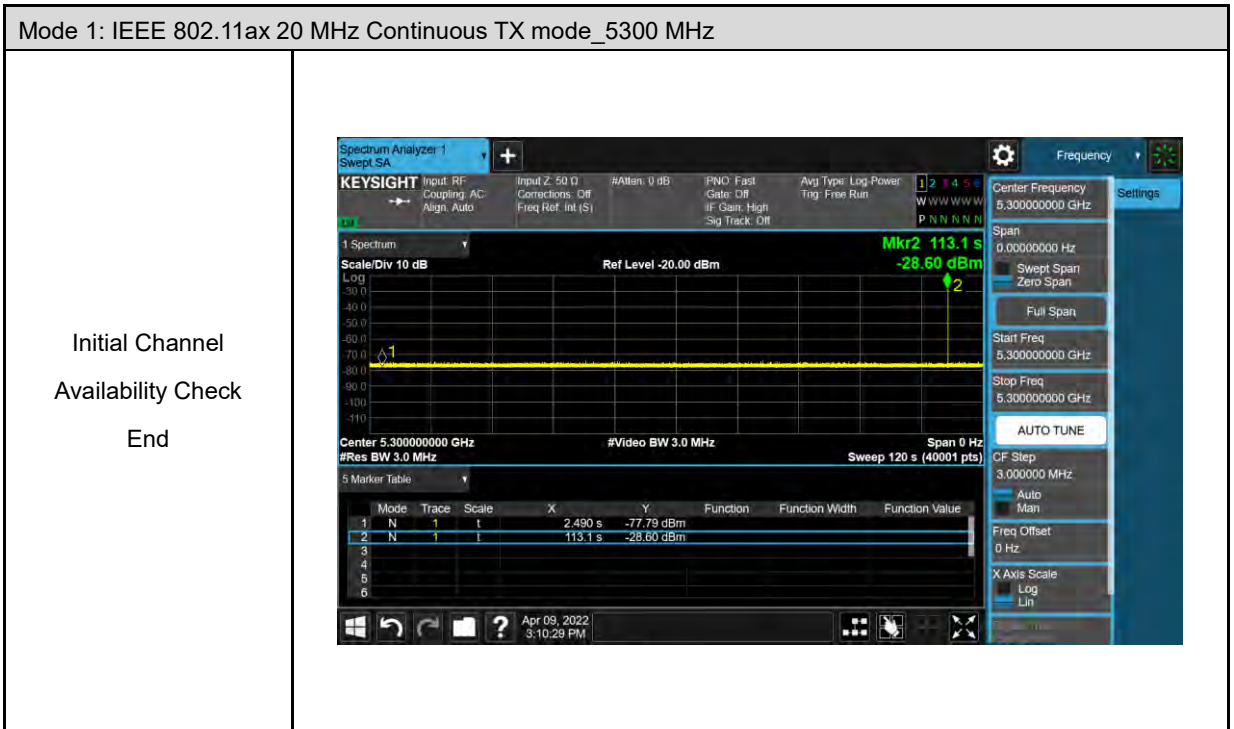 Mode 1: IEEE 802.11ax 20 MHz Continuous TX mode_5300 MHz
Initial Channel
Availability Check
End
Spectrum Analyzer 1
Swept SA
Frequency
KEYSIGHT
Input: RF
Coupling: AC
Align: Auto
Input Z: 50 Ω
Corrections: Off
Freq Ref: Int (S)
#Atten: 0 dB
PNO: Fast
Gate: Off
IF Gain: High
Sig Track: Off
Avg Type: Log-Power
Trig: Free Run
1 2 3 4 5 6
W W W W W W
P N N N N N
Settings
Center Frequency
5.300000000 GHz
Span
0.00000000 Hz
Swept Span
Zero Span
Full Span
Start Freq
5.300000000 GHz
Stop Freq
5.300000000 GHz
AUTO TUNE
CF Step
3.000000 MHz
Auto
Man
Freq Offset
0 Hz
X Axis Scale
Log
Lin
1 Spectrum
Mkr2 113.1 s
Scale/Div 10 dB
Ref Level -20.00 dBm
-28.60 dBm
Log
-30.0
-40.0
-50.0
-60.0
-70.0
-80.0
-90.0
-100
-110
1
2
Center 5.300000000 GHz
#Video BW 3.0 MHz
Span 0 Hz
#Res BW 3.0 MHz
Sweep 120 s (40001 pts)
5 Marker Table
Mode Trace Scale X Y Function Function Width Function Value
1 N 1 t 2.490 s -77.79 dBm
2 N 1 t 113.1 s -28.60 dBm
3
4
5
6
?
Apr 09, 2022
3:10:29 PM